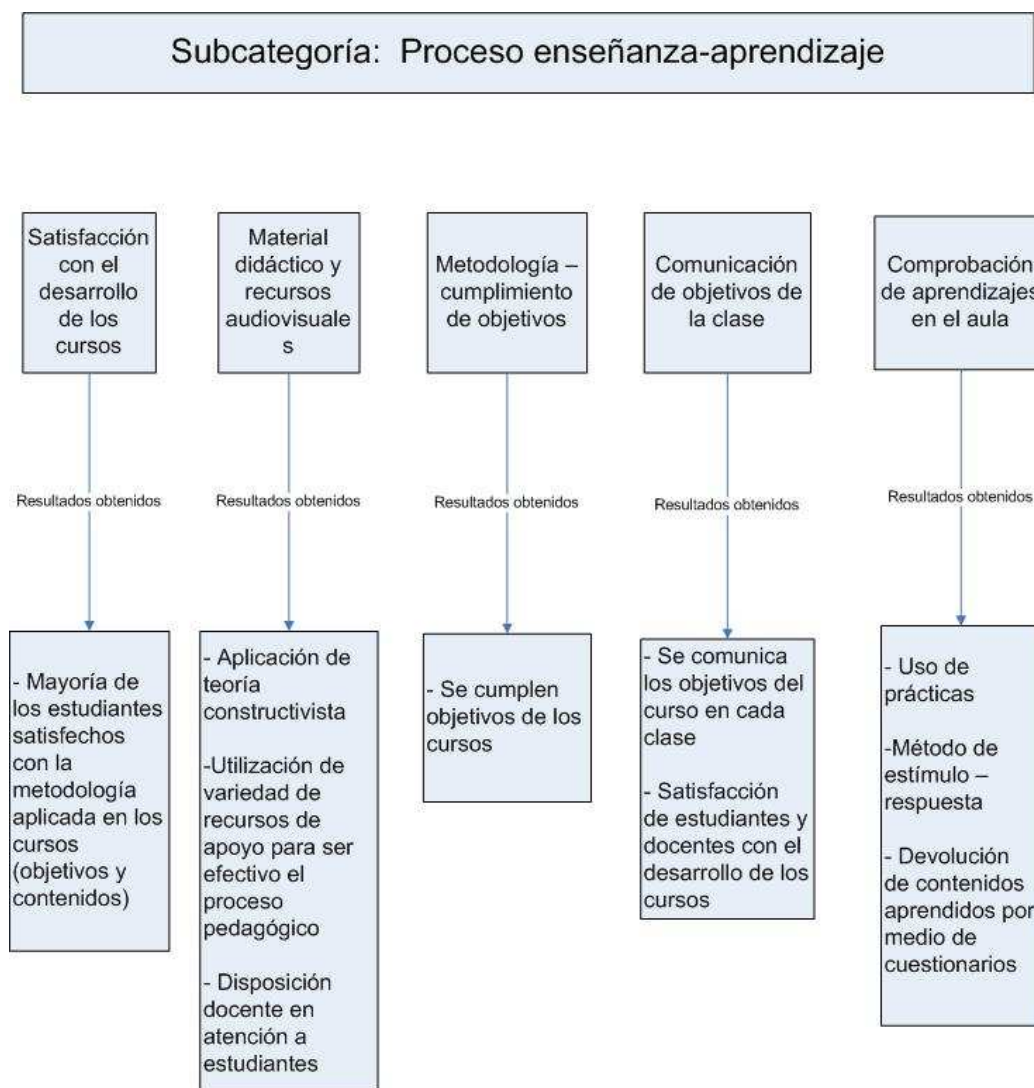 Subcategoría:  Proceso enseñanza-aprendizaje
Satisfacción
con el
desarrollo
de los
cursos
Material
didáctico y
recursos
audiovisuale
s
Metodología –
cumplimiento
de objetivos
Comunicación
de objetivos de
la clase
Comprobación
de aprendizajes
en el aula
Resultados obtenidos
Resultados obtenidos
Resultados obtenidos
Resultados obtenidos
Resultados obtenidos
- Mayoría de
los estudiantes
satisfechos
con la
metodología
aplicada en los
cursos
(objetivos y
contenidos)
- Aplicación de
teoría
constructivista
-Utilización de
variedad de
recursos de
apoyo para ser
efectivo el
proceso
pedagógico
- Disposición
docente en
atención a
estudiantes
- Se cumplen
objetivos de los
cursos
- Se comunica
los objetivos del
curso en cada
clase
- Satisfacción
de estudiantes y
docentes con el
desarrollo de los
cursos
- Uso de
prácticas
-Método de
estímulo –
respuesta
- Devolución
de contenidos
aprendidos por
medio de
cuestionarios